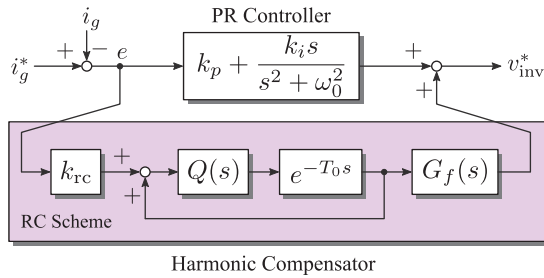 i_g
PR Controller
+ − + 
i_g^* e k_p + \frac{k_i s}{s^2 + \omega_0^2} v_{inv}^*
+
k_{rc} + Q(s) e^{-T_0 s} G_f(s)
+
RC Scheme
Harmonic Compensator